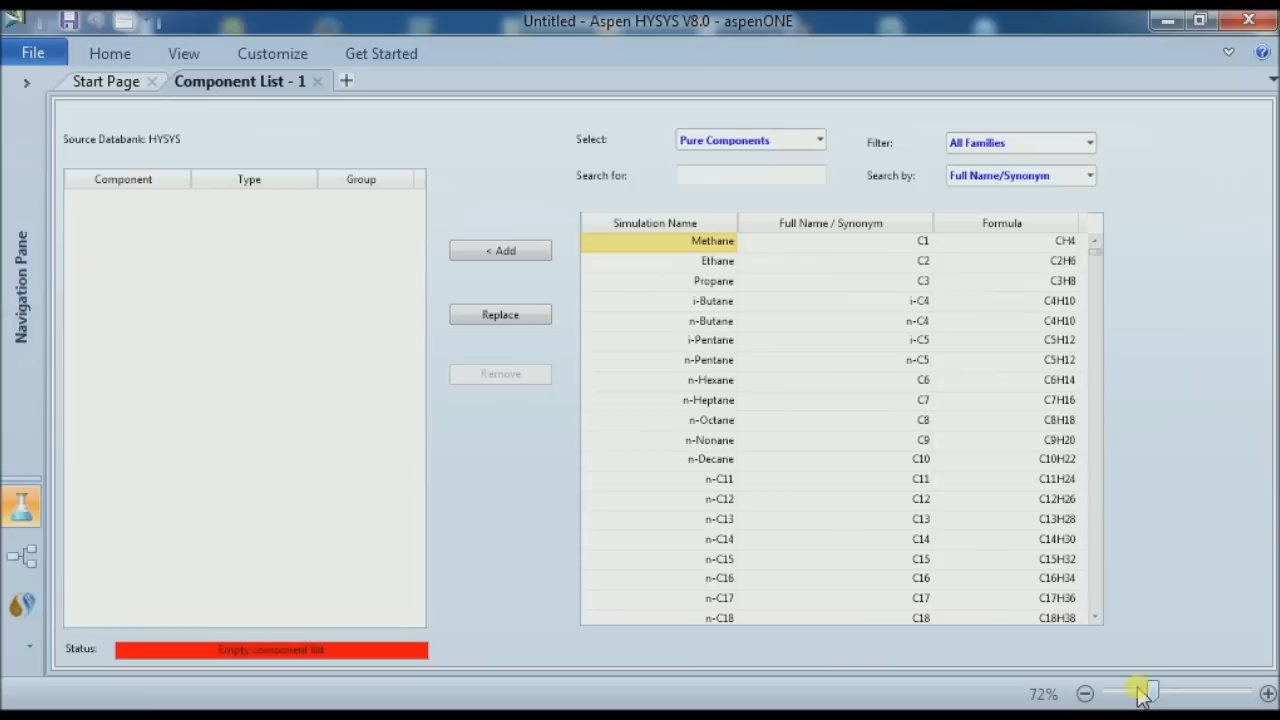 Untitled - Aspen HYSYS V8.0 - aspenONE
File Home View Customize Get Started
Start Page Component List - 1
Source Databank: HYSYS
Select: Pure Components Filter: All Families
Search for: Search by: Full Name/Synonym
Component Type Group
Simulation Name Full Name / Synonym Formula
Methane C1 CH4
< Add
Ethane C2 C2H6
Propane C3 C3H8
i-Butane i-C4 C4H10
Replace
n-Butane n-C4 C4H10
i-Pentane i-C5 C5H12
n-Pentane n-C5 C5H12
Remove
n-Hexane C6 C6H14
n-Heptane C7 C7H16
n-Octane C8 C8H18
n-Nonane C9 C9H20
n-Decane C10 C10H22
n-C11 C11 C11H24
n-C12 C12 C12H26
n-C13 C13 C13H28
n-C14 C14 C14H30
n-C15 C15 C15H32
n-C16 C16 C16H34
n-C17 C17 C17H36
n-C18 C18 C18H38
Navigation Pane
Status: Empty component list
72%